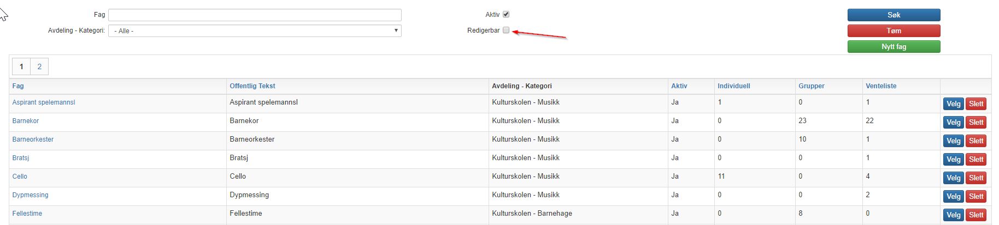 Fag Aktiv Søk
Avdeling - Kategori: - Alle - Redigerbar Tøm
Nytt fag
1 2
Fag Offentlig Tekst Avdeling - Kategori Aktiv Individuell Grupper Venteliste
Aspirant spelemannsl Aspirant spelemannsl Kulturskolen - Musikk Ja 1 0 1 Velg Slett
Barnekor Barnekor Kulturskolen - Musikk Ja 0 23 22 Velg Slett
Barneorkester Barneorkester Kulturskolen - Musikk Ja 0 10 1 Velg Slett
Bratsj Bratsj Kulturskolen - Musikk Ja 0 0 1 Velg Slett
Cello Cello Kulturskolen - Musikk Ja 11 0 4 Velg Slett
Dypmessing Dypmessing Kulturskolen - Musikk Ja 0 0 2 Velg Slett
Fellestime Fellestime Kulturskolen - Barnehage Ja 0 8 0 Velg Slett